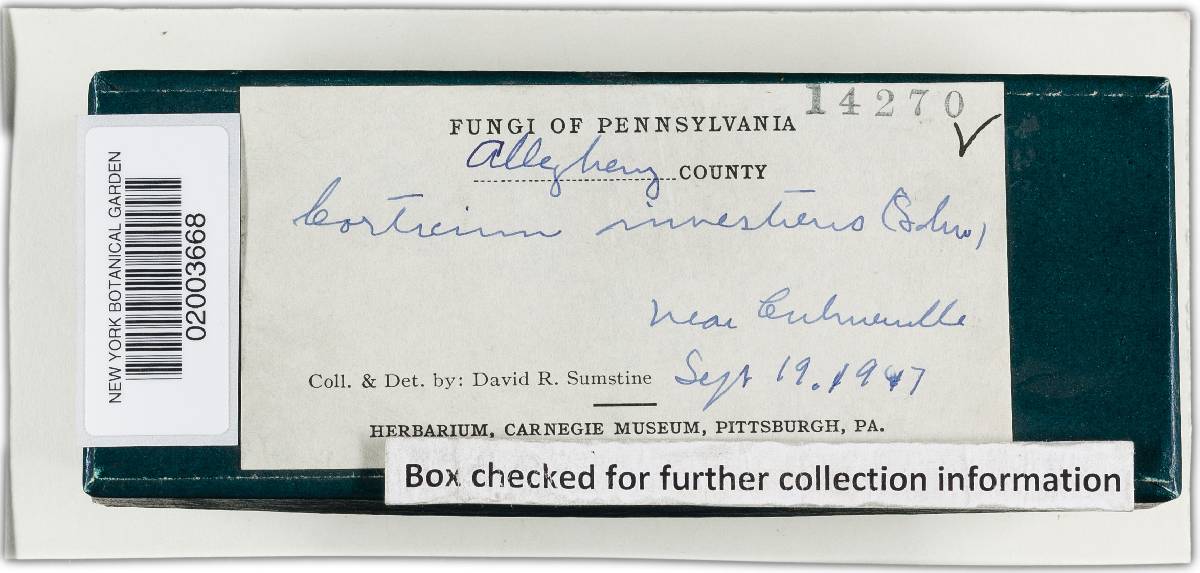 14270
FUNGI OF PENNSYLVANIA
Allegheny COUNTY
Corticium investiens (Schw)
near
Sept 19. 1947
Coll. & Det. by: David R. Sumstine
HERBARIUM, CARNEGIE MUSEUM, PITTSBURGH, PA.
Box checked for further collection information
NEW YORK BOTANICAL GARDEN
02003668